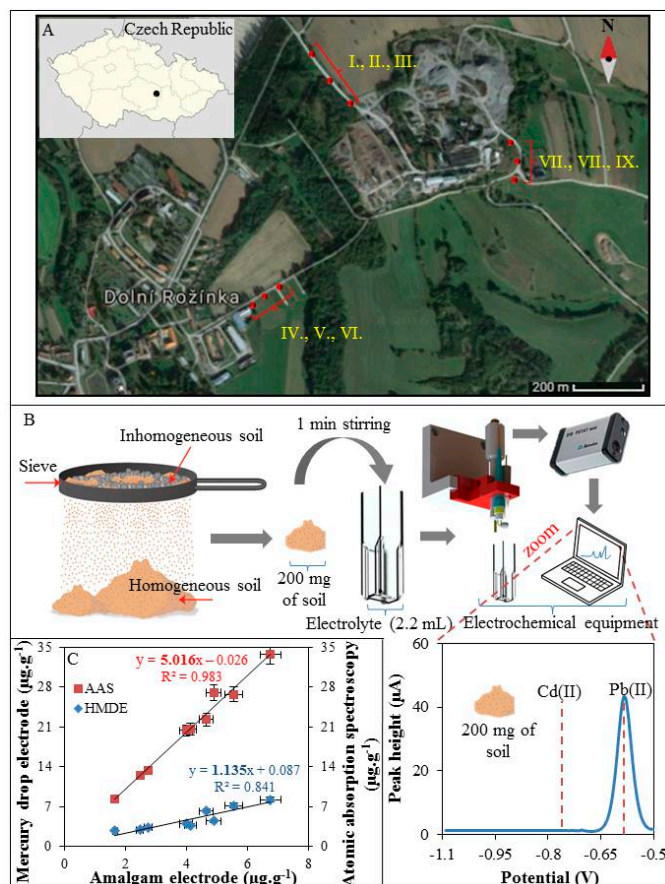 A
Czech Republic
N
I., II., III.
VII., VII., IX.
Dolní Rožínka
IV., V., VI.
200 m
B
1 min stirring
Inhomogeneous soil
Sieve
Homogeneous soil
200 mg
of soil
Electrolyte (2.2 mL)
zoom
Electrochemical equipment
C
Mercury drop electrode (µg.g⁻¹)
35
28
21
14
7
0
AAS
HMDE
y = 5.016x – 0.026
R² = 0.983
y = 1.135x + 0.087
R² = 0.841
0 2 4 6 8
Amalgam electrode (µg.g⁻¹)
35
28
21
14
7
0
Atomic absorption spectroscopy
(µg.g⁻¹)
Peak height (µA)
60
40
20
0
Cd(II)
Pb(II)
200 mg of
soil
-1.1 -0.95 -0.8 -0.65 -0.5
Potential (V)